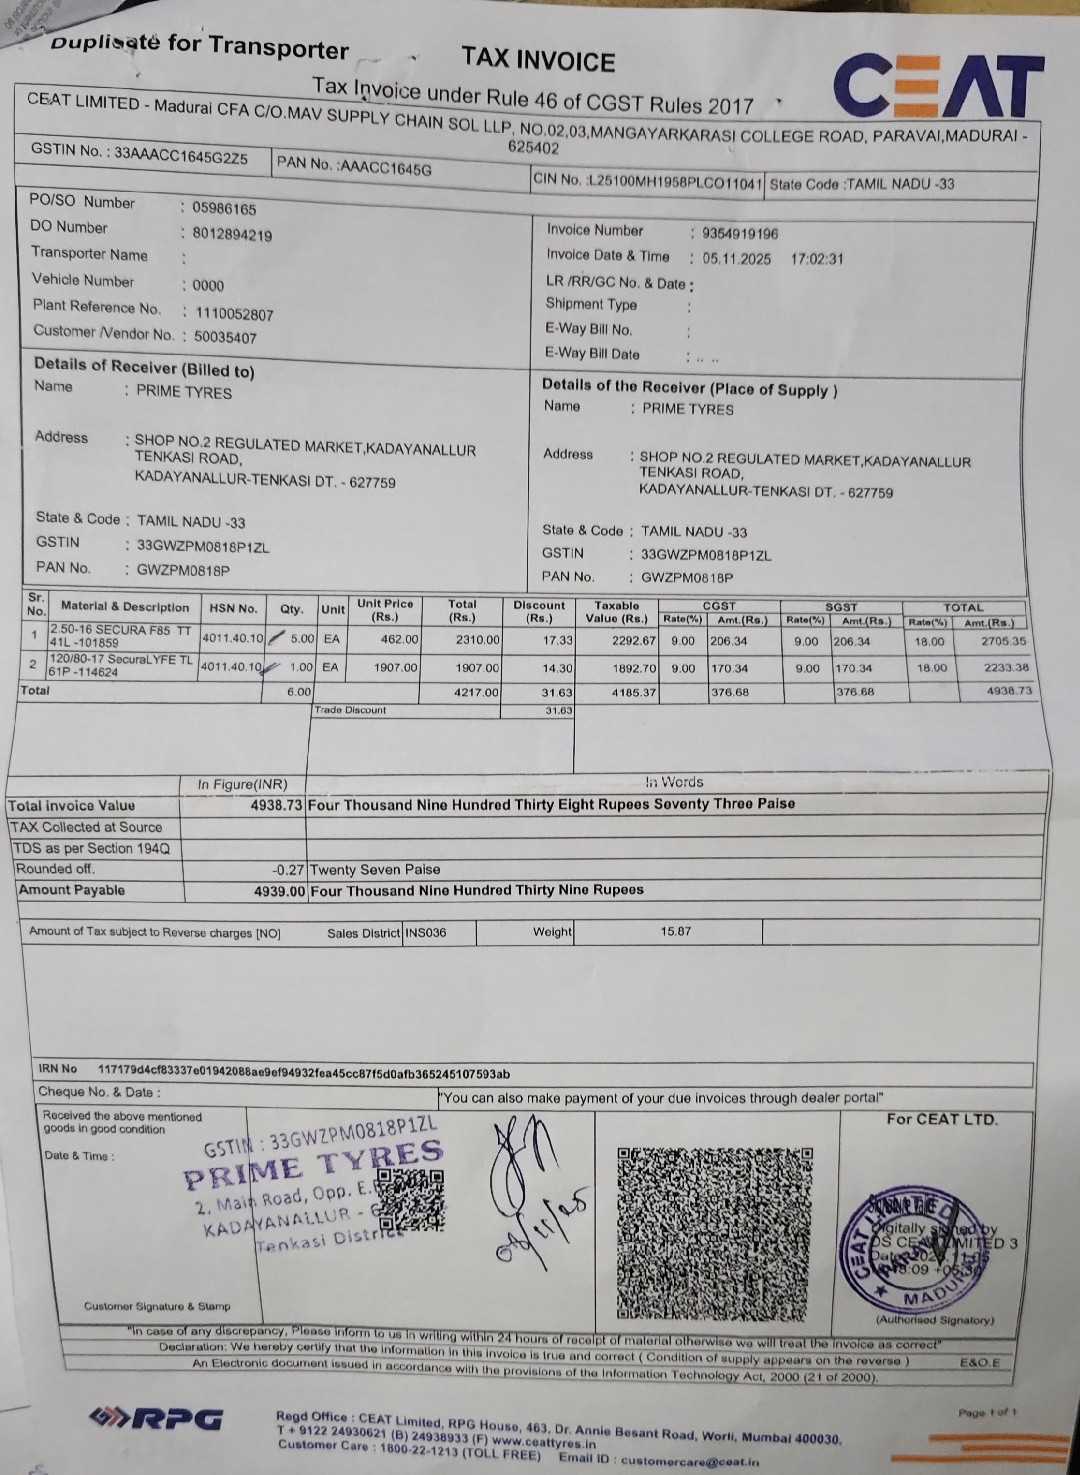 Duplicate for Transporter
TAX INVOICE
CEAT
Tax Invoice under Rule 46 of CGST Rules 2017
CEAT LIMITED - Madurai CFA C/O.MAV SUPPLY CHAIN SOL LLP, NO.02,03,MANGAYARKARASI COLLEGE ROAD, PARAVAI,MADURAI - 625402
GSTIN No. : 33AAACC1645G2Z5 PAN No. :AAACC1645G CIN No. :L25100MH1958PLCO11041 State Code :TAMIL NADU -33
PO/SO Number : 05986165
DO Number : 8012894219
Transporter Name :
Vehicle Number : 0000
Plant Reference No. : 1110052807
Customer /Vendor No. : 50035407
Invoice Number : 9354919196
Invoice Date & Time : 05.11.2025 17:02:31
LR /RR/GC No. & Date :
Shipment Type :
E-Way Bill No. :
E-Way Bill Date : .. ..
Details of Receiver (Billed to)
Name : PRIME TYRES
Address : SHOP NO.2 REGULATED MARKET,KADAYANALLUR
TENKASI ROAD,
KADAYANALLUR-TENKASI DT. - 627759
State & Code : TAMIL NADU -33
GSTIN : 33GWZPM0818P1ZL
PAN No. : GWZPM0818P
Details of the Receiver (Place of Supply )
Name : PRIME TYRES
Address : SHOP NO.2 REGULATED MARKET,KADAYANALLUR
TENKASI ROAD,
KADAYANALLUR-TENKASI DT. - 627759
State & Code : TAMIL NADU -33
GSTIN : 33GWZPM0818P1ZL
PAN No. : GWZPM0818P
Sr. No. Material & Description HSN No. Qty. Unit Unit Price (Rs.) Total (Rs.) Discount (Rs.) Taxable Value (Rs.) CGST SGST TOTAL
Rate(%) Amt.(Rs.) Rate(%) Amt.(Rs.) Rate(%) Amt.(Rs.)
1 2.50-16 SECURA F85 TT 41L -101859 4011.40.10 5.00 EA 462.00 2310.00 17.33 2292.67 9.00 206.34 9.00 206.34 18.00 2705.35
2 120/80-17 SecuraLYFE TL 61P -114624 4011.40.10 1.00 EA 1907.00 1907.00 14.30 1892.70 9.00 170.34 9.00 170.34 18.00 2233.38
Total 6.00 4217.00 31.63 4185.37 376.68 376.68 4938.73
Trade Discount 31.63
In Figure(INR) In Words
Total invoice Value 4938.73 Four Thousand Nine Hundred Thirty Eight Rupees Seventy Three Paise
TAX Collected at Source
TDS as per Section 194Q
Rounded off. -0.27 Twenty Seven Paise
Amount Payable 4939.00 Four Thousand Nine Hundred Thirty Nine Rupees
Amount of Tax subject to Reverse charges [NO] Sales District INS036 Weight 15.87
IRN No 117179d4cf83337e01942088ae9ef94932fea45cc87f5d0afb365245107593ab
Cheque No. & Date :
"You can also make payment of your due invoices through dealer portal"
Received the above mentioned
goods in good condition
Date & Time :
GSTIN : 33GWZPM0818P1ZL
PRIME TYRES
2, Main Road, Opp. E.
KADAYANALLUR - 6
Tenkasi District
Customer Signature & Stamp
For CEAT LTD.
CEAT LIMITED
MADURAI
Digitally signed by
DS CEAT LIMITED 3
(Authorised Signatory)
"In case of any discrepancy, Please inform to us in writing within 24 hours of receipt of material otherwise we will treat the invoice as correct"
Declaration: We hereby certify that the information in this invoice is true and correct ( Condition of supply appears on the reverse )
E&O.E
An Electronic document issued in accordance with the provisions of the Information Technology Act, 2000 (21 of 2000).
RPG
Regd Office : CEAT Limited, RPG House, 463, Dr. Annie Besant Road, Worli, Mumbai 400030.
T + 9122 24930621 (B) 24938933 (F) www.ceattyres.in
Customer Care : 1800-22-1213 (TOLL FREE) Email ID : customercare@ceat.in
Page 1 of 1